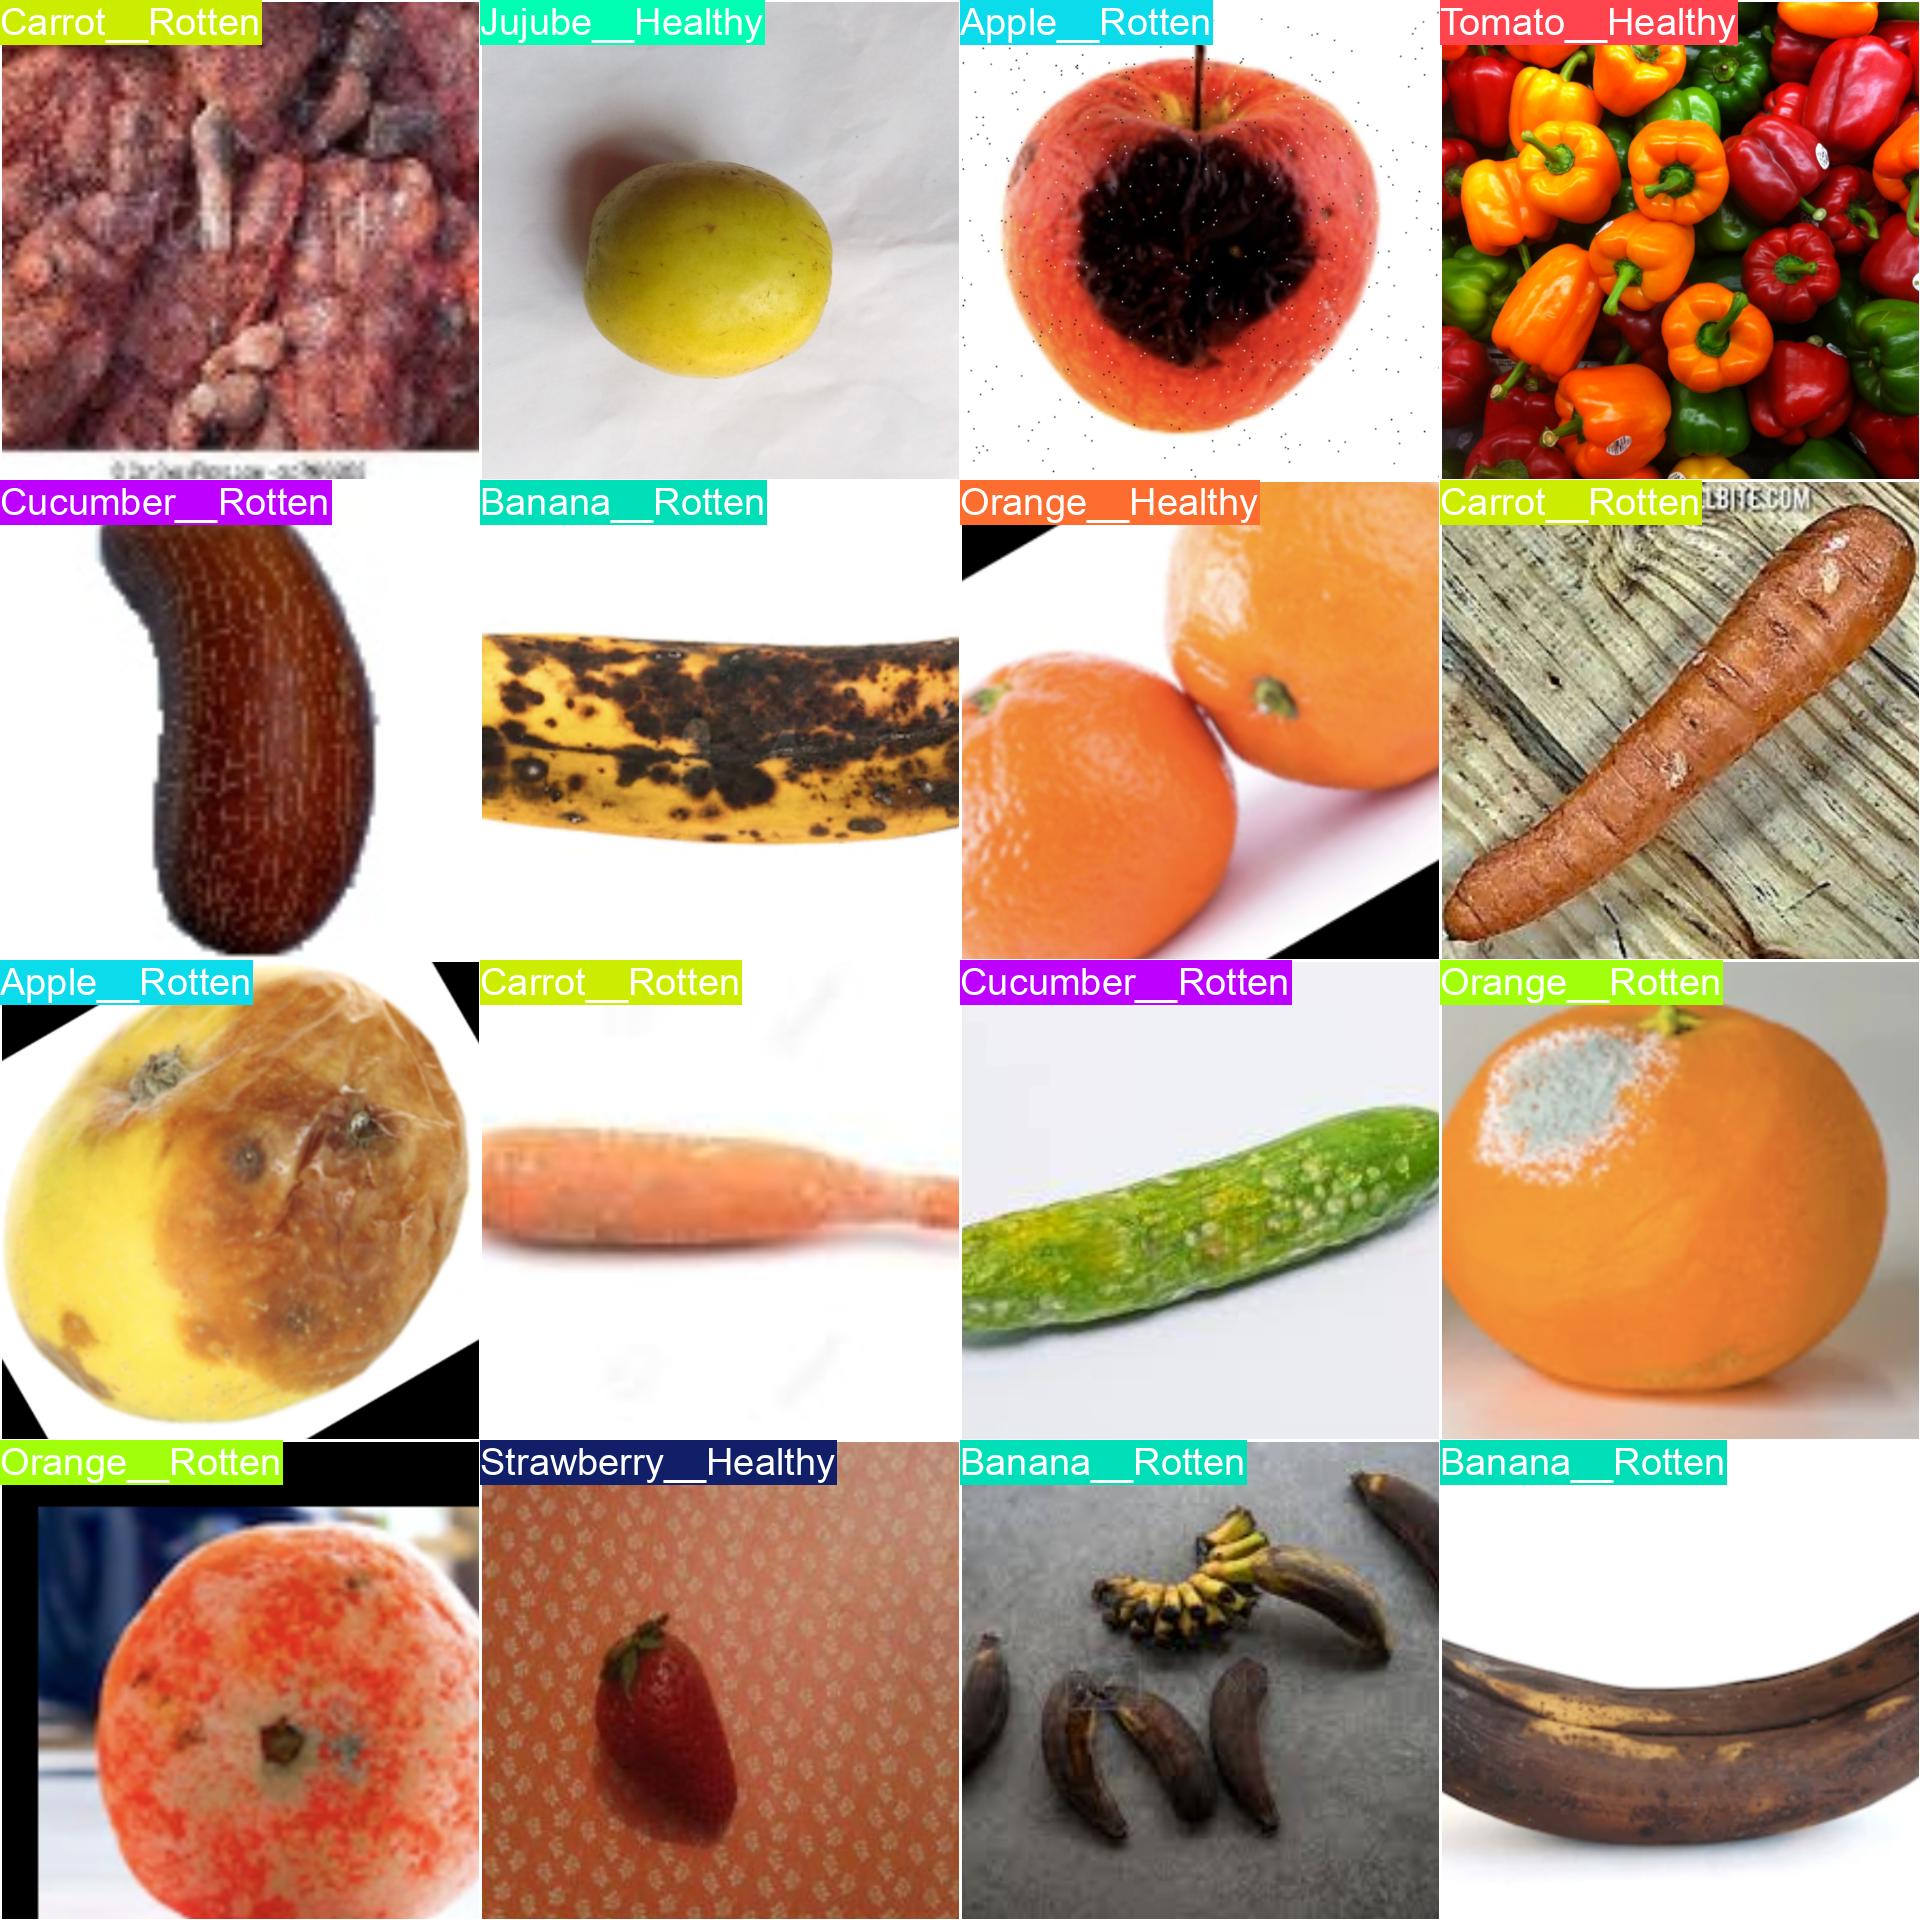 Carrot__Rotten
Jujube__Healthy
Apple__Rotten
Tomato__Healthy
Cucumber__Rotten
Banana__Rotten
Orange__Healthy
Carrot__Rotten
LBITE.COM
Apple__Rotten
Carrot__Rotten
Cucumber__Rotten
Orange__Rotten
Orange__Rotten
Strawberry__Healthy
Banana__Rotten
Banana__Rotten